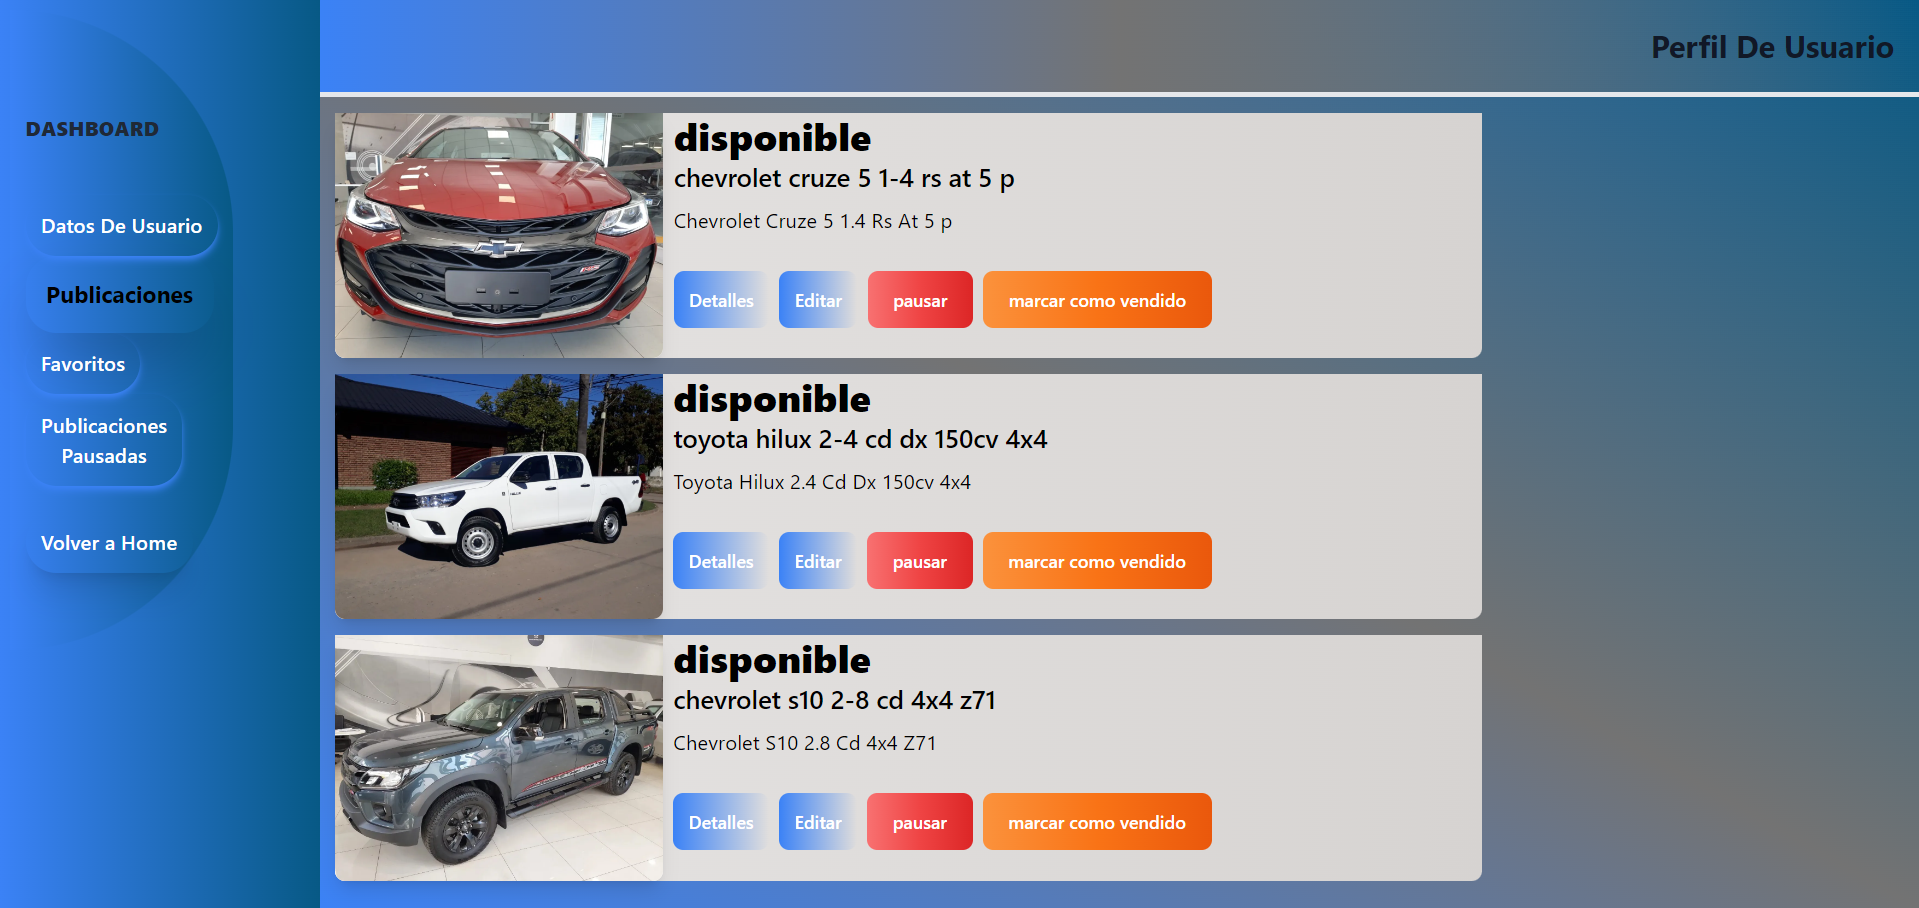 Perfil De Usuario
DASHBOARD
Datos De Usuario
Publicaciones
Favoritos
Publicaciones
Pausadas
Volver a Home
disponible
chevrolet cruze 5 1-4 rs at 5 p
Chevrolet Cruze 5 1.4 Rs At 5 p
Detalles Editar pausar marcar como vendido
disponible
toyota hilux 2-4 cd dx 150cv 4x4
Toyota Hilux 2.4 Cd Dx 150cv 4x4
Detalles Editar pausar marcar como vendido
disponible
chevrolet s10 2-8 cd 4x4 z71
Chevrolet S10 2.8 Cd 4x4 Z71
Detalles Editar pausar marcar como vendido